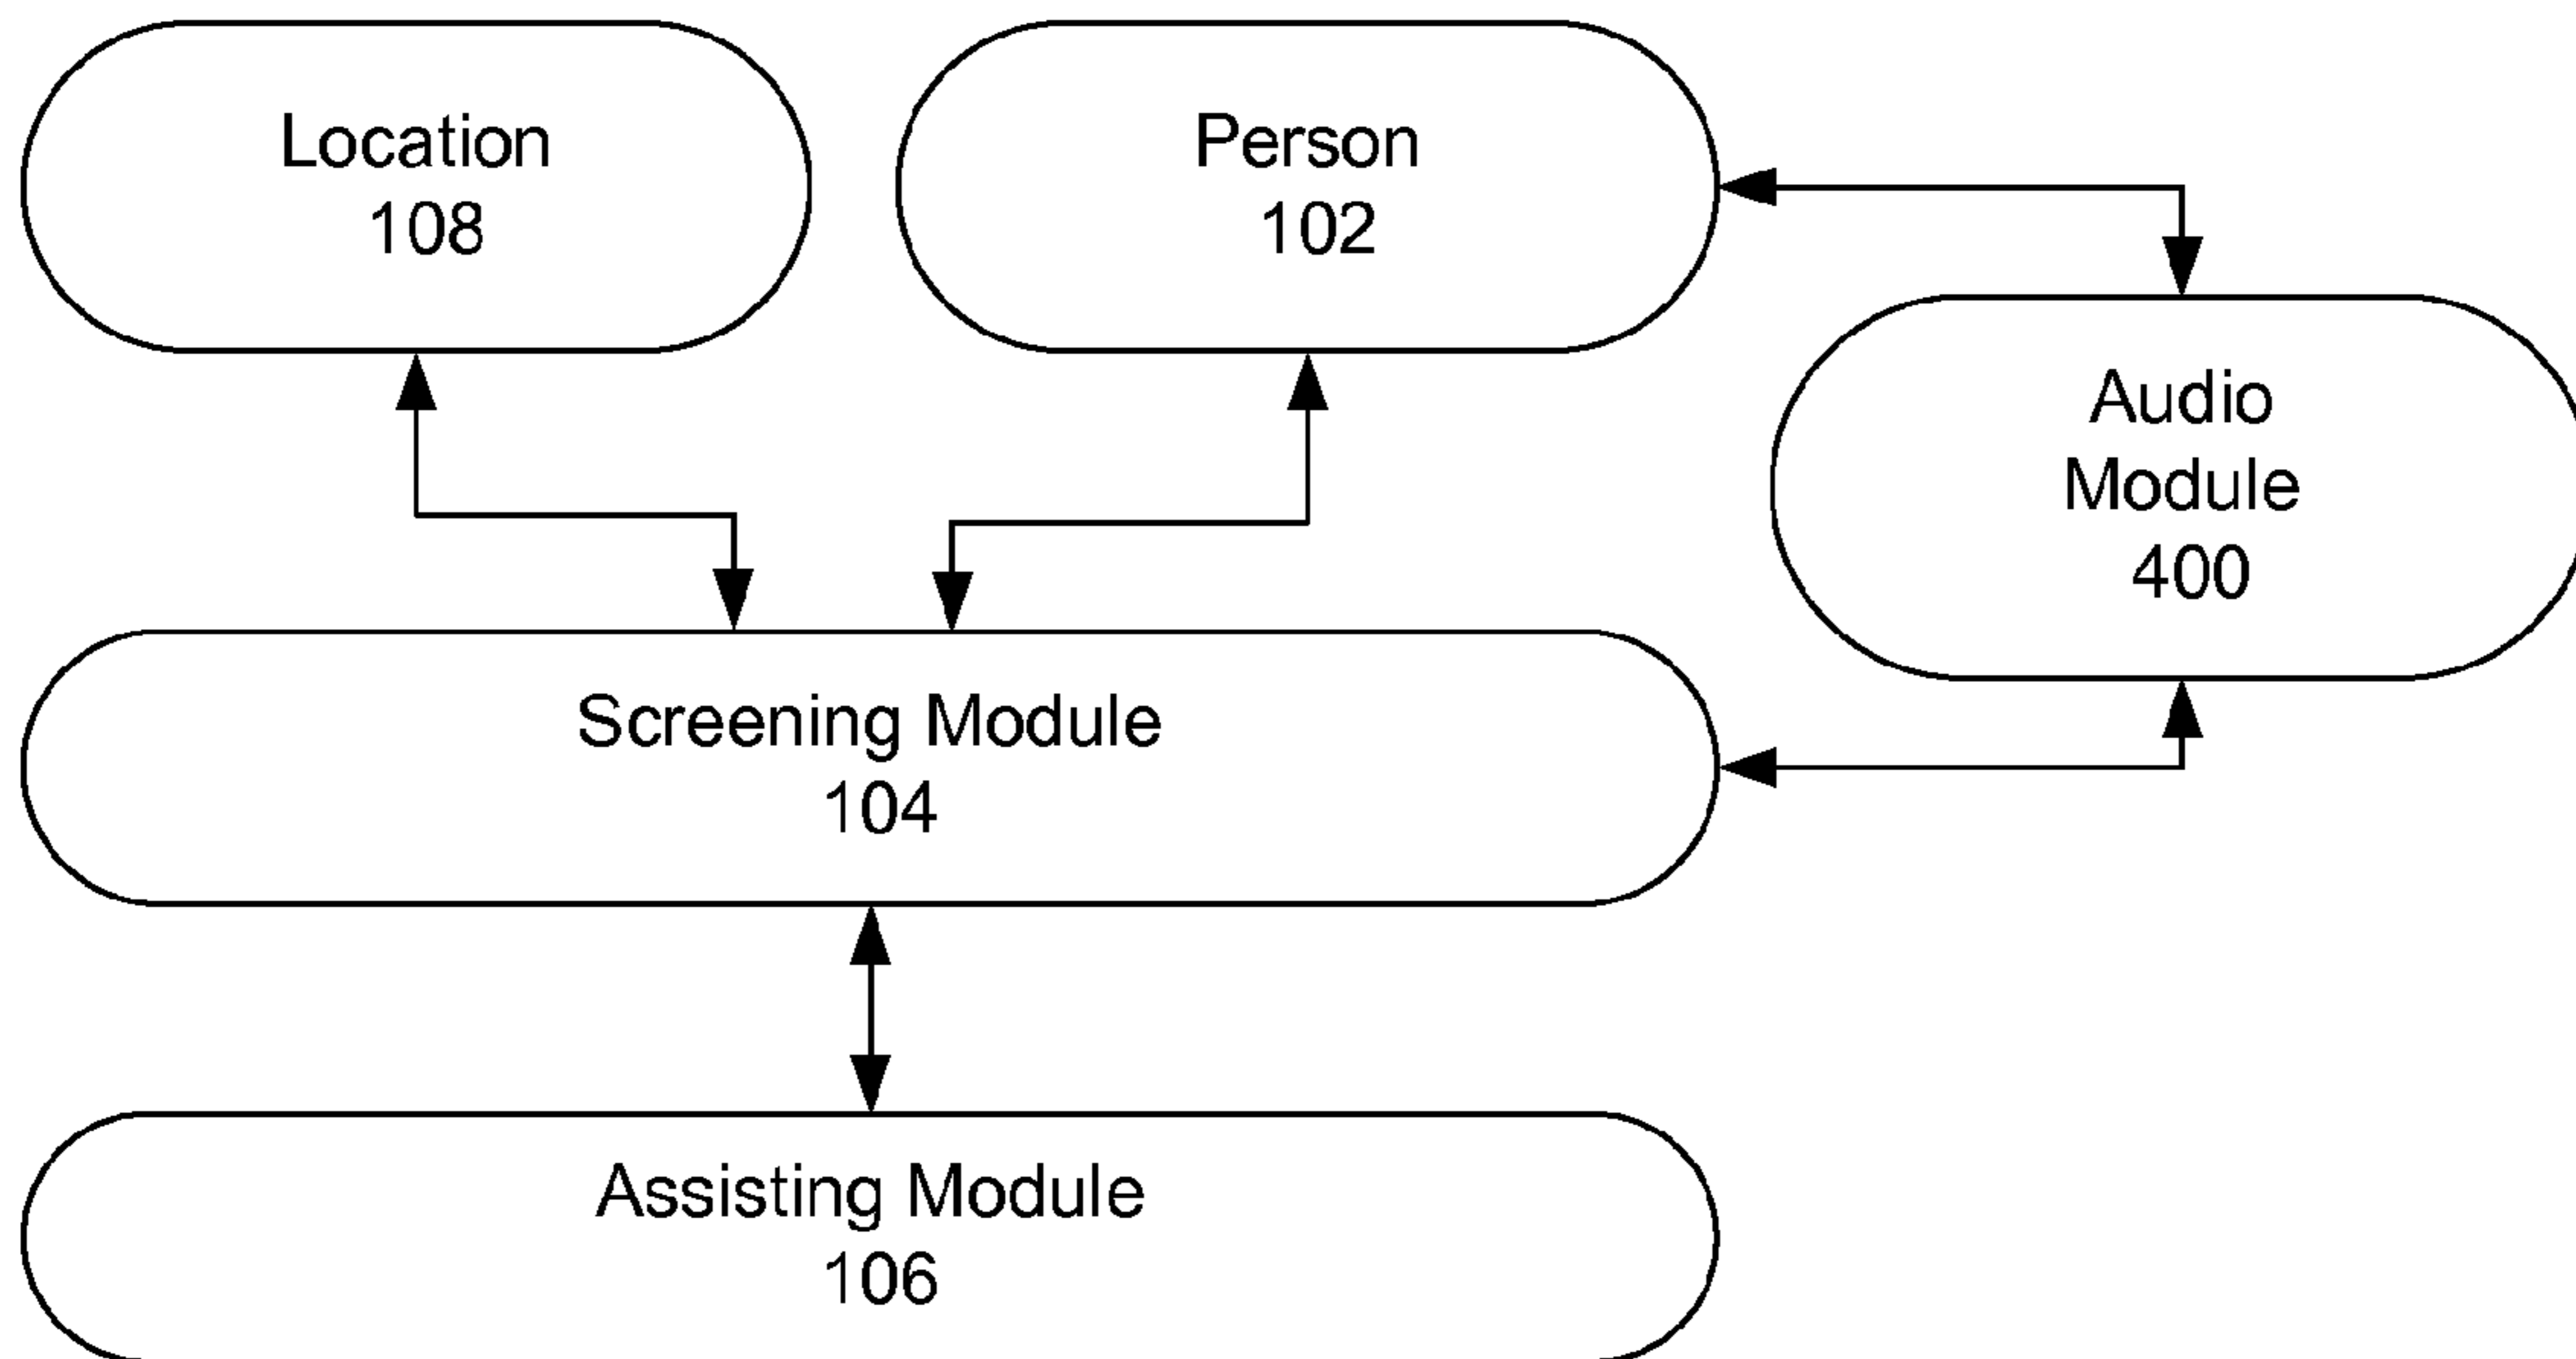 Location
108
Person
102
Audio
Module
400
Screening Module
104
Assisting Module
106